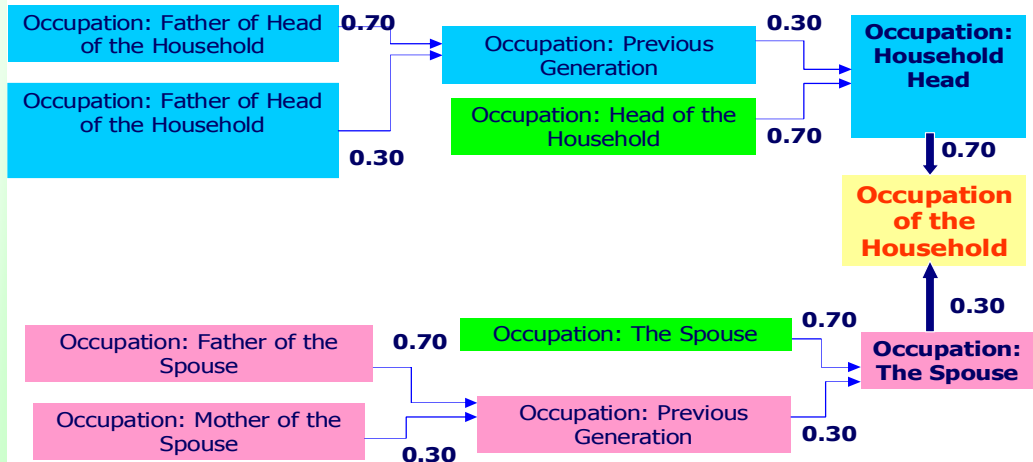 Occupation: Father of Head
of the Household
0.70
Occupation: Father of Head
of the Household
0.30
Occupation: Previous
Generation
0.30
Occupation: Head of the
Household
0.70
Occupation:
Household
Head
0.70
Occupation
of the
Household
0.30
Occupation: Father of the
Spouse
0.70
Occupation: Mother of the
Spouse
0.30
Occupation: The Spouse
0.70
Occupation: Previous
Generation
0.30
Occupation:
The Spouse